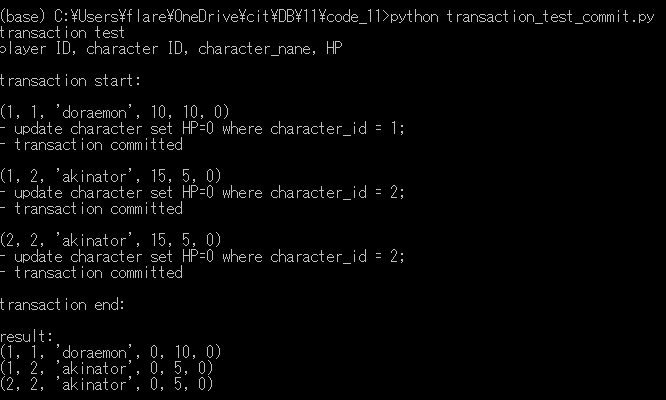 (base) C:¥Users¥flare¥OneDrive¥cit¥DB¥11¥code_11>python transaction_test_commit.py
transaction test
player ID, character ID, character_nane, HP
transaction start:
(1, 1, 'doraemon', 10, 10, 0)
- update character set HP=0 where character_id = 1;
- transaction committed
(1, 2, 'akinator', 15, 5, 0)
- update character set HP=0 where character_id = 2;
- transaction committed
(2, 2, 'akinator', 15, 5, 0)
- update character set HP=0 where character_id = 2;
- transaction committed
transaction end:
result:
(1, 1, 'doraemon', 0, 10, 0)
(1, 2, 'akinator', 0, 5, 0)
(2, 2, 'akinator', 0, 5, 0)